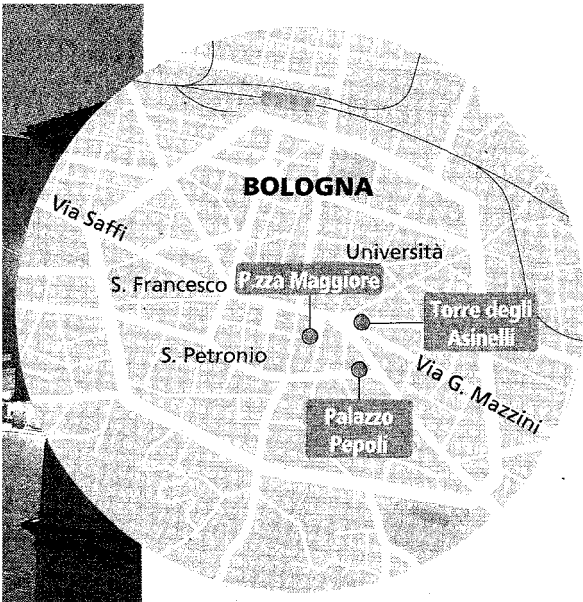 BOLOGNA
Via Saffi
Università
S. Francesco
P.zza Maggiore
Torre degli
Asinelli
S. Petronio
Via G. Mazzini
Palazzo
Pepoli